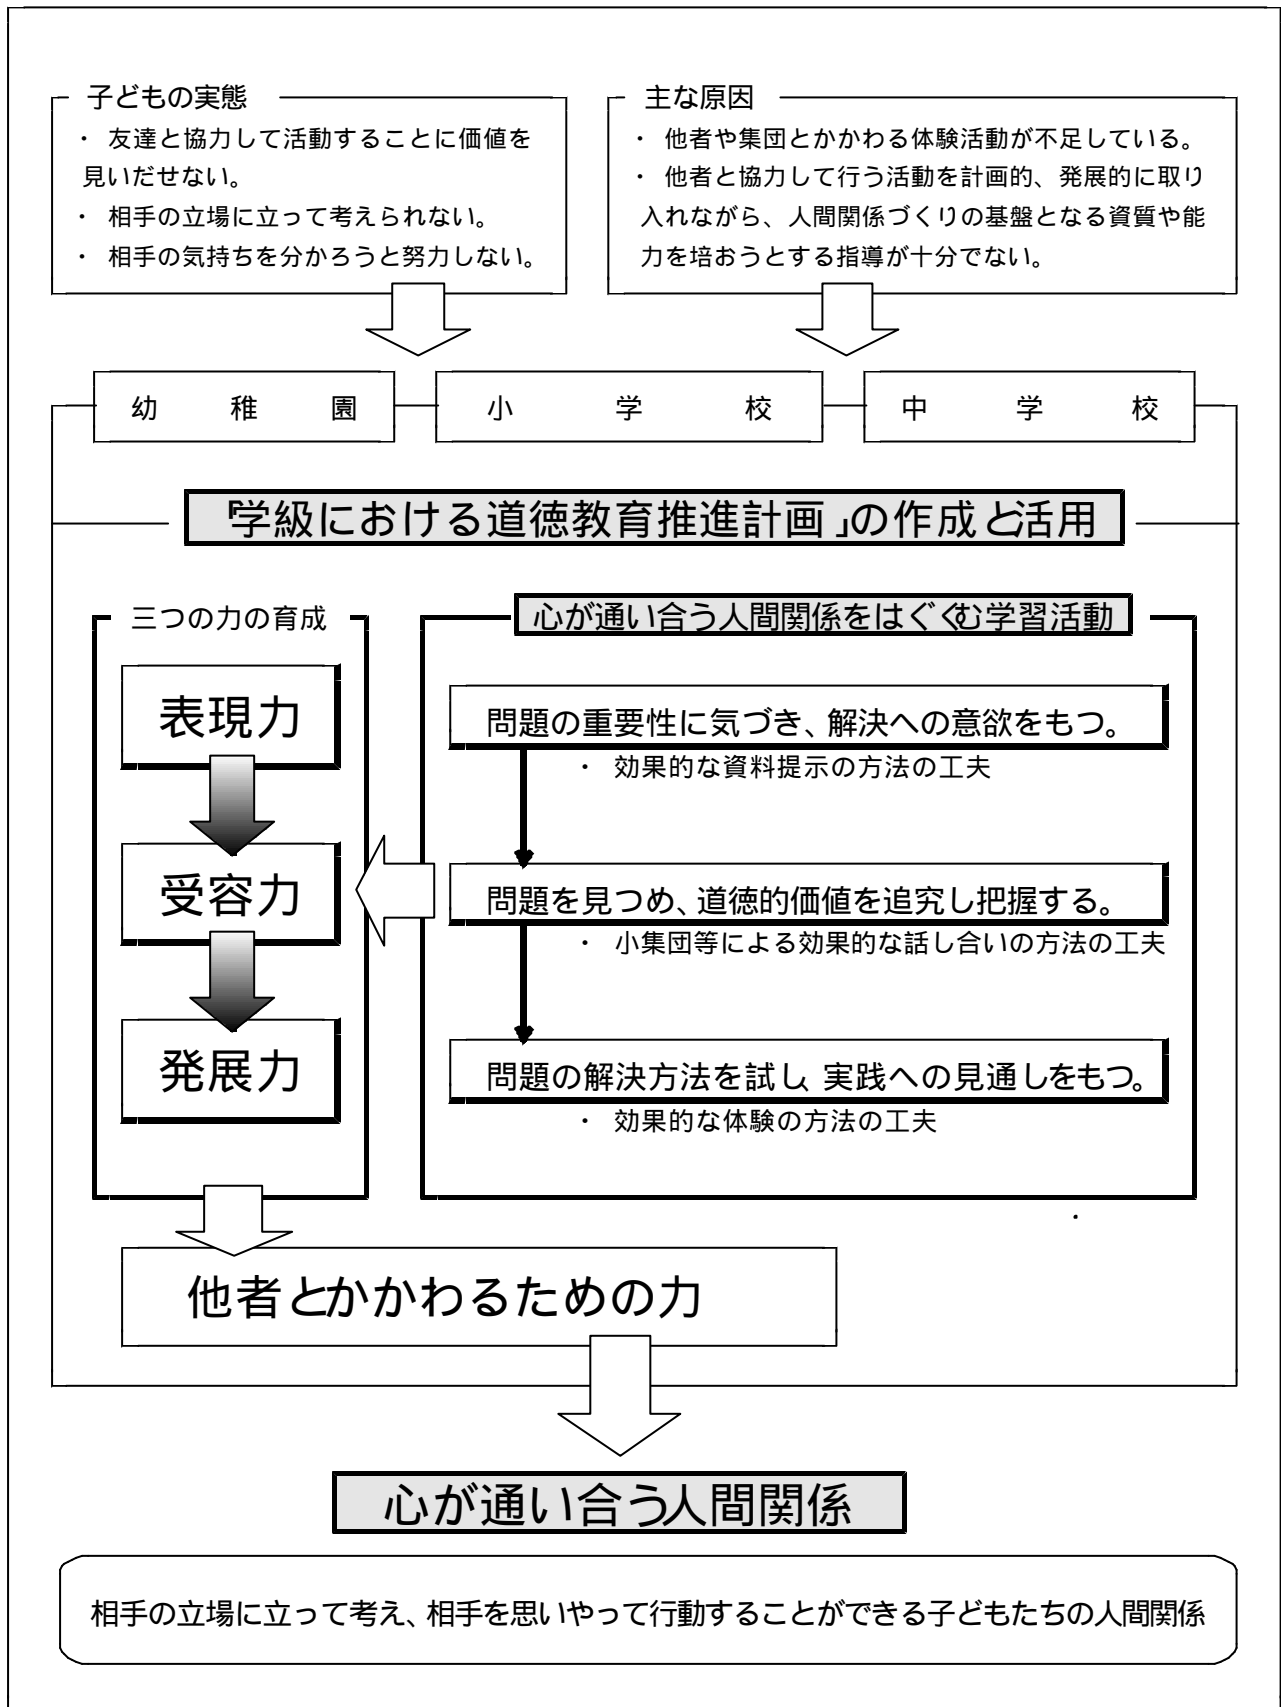 子どもの実態
・ 友達と協力して活動することに価値を
見いだせない。
・ 相手の立場に立って考えられない。
・ 相手の気持ちを分かろうと努力しない。
主な原因
・ 他者や集団とかかわる体験活動が不足している。
・ 他者と協力して行う活動を計画的、発展的に取り
入れながら、人間関係づくりの基盤となる資質や能
力を培おうとする指導が十分でない。
幼稚園
小学校
中学校
「学級における道徳教育推進計画」の作成と活用
三つの力の育成
表現力
受容力
発展力
心が通い合う人間関係をはぐくむ学習活動
問題の重要性に気づき、解決への意欲をもつ。
・ 効果的な資料提示の方法の工夫
問題を見つめ、道徳的価値を追究し把握する。
・ 小集団等による効果的な話し合いの方法の工夫
問題の解決方法を試し、実践への見通しをもつ。
・ 効果的な体験の方法の工夫
他者とかかわるための力
心が通い合う人間関係
相手の立場に立って考え、相手を思いやって行動することができる子どもたちの人間関係